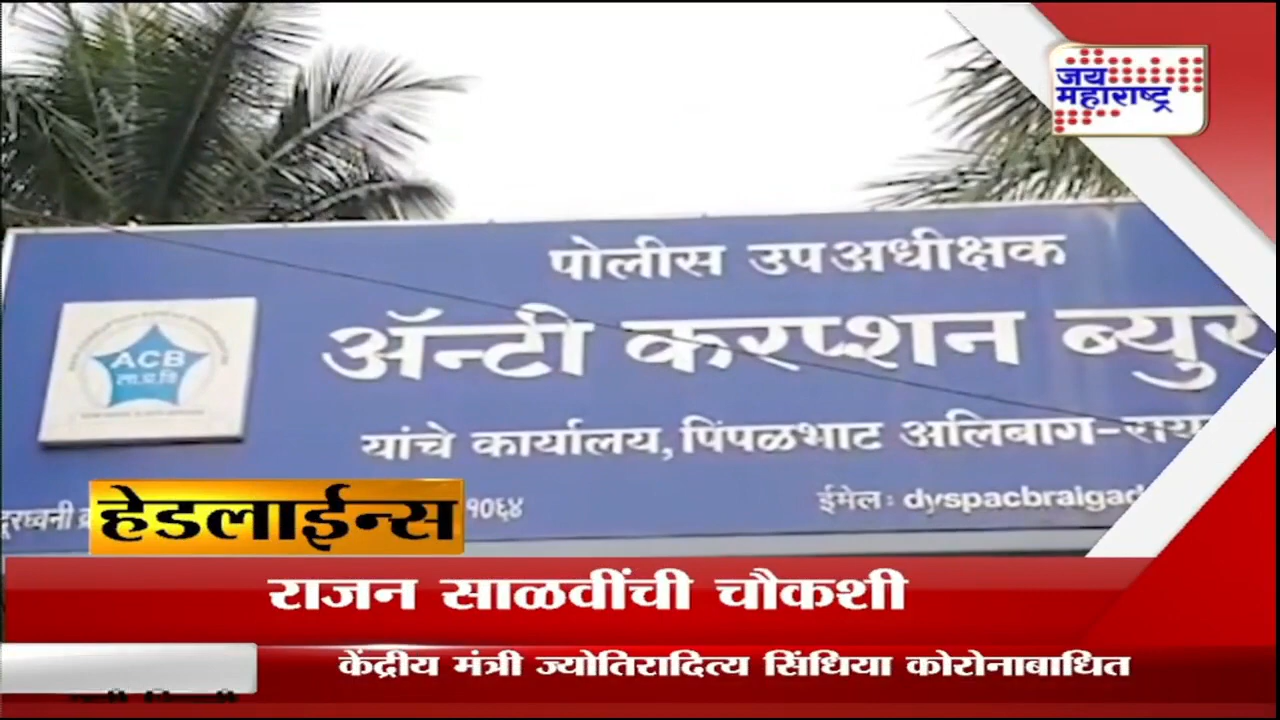 जय
महाराष्ट्र
पोलीस उपअधीक्षक
ACB
ला.प्र.वि
ॲन्टी करप्शन
यांचे कार्यालय, पिंपळभाट अलिबाग-
१०६४
ईमेल: dyspacbraigad
हेडलाईन्स
राजन साळवींची चौकशी
केंद्रीय मंत्री ज्योतिरादित्य सिंधिया कोरोनाबाधित